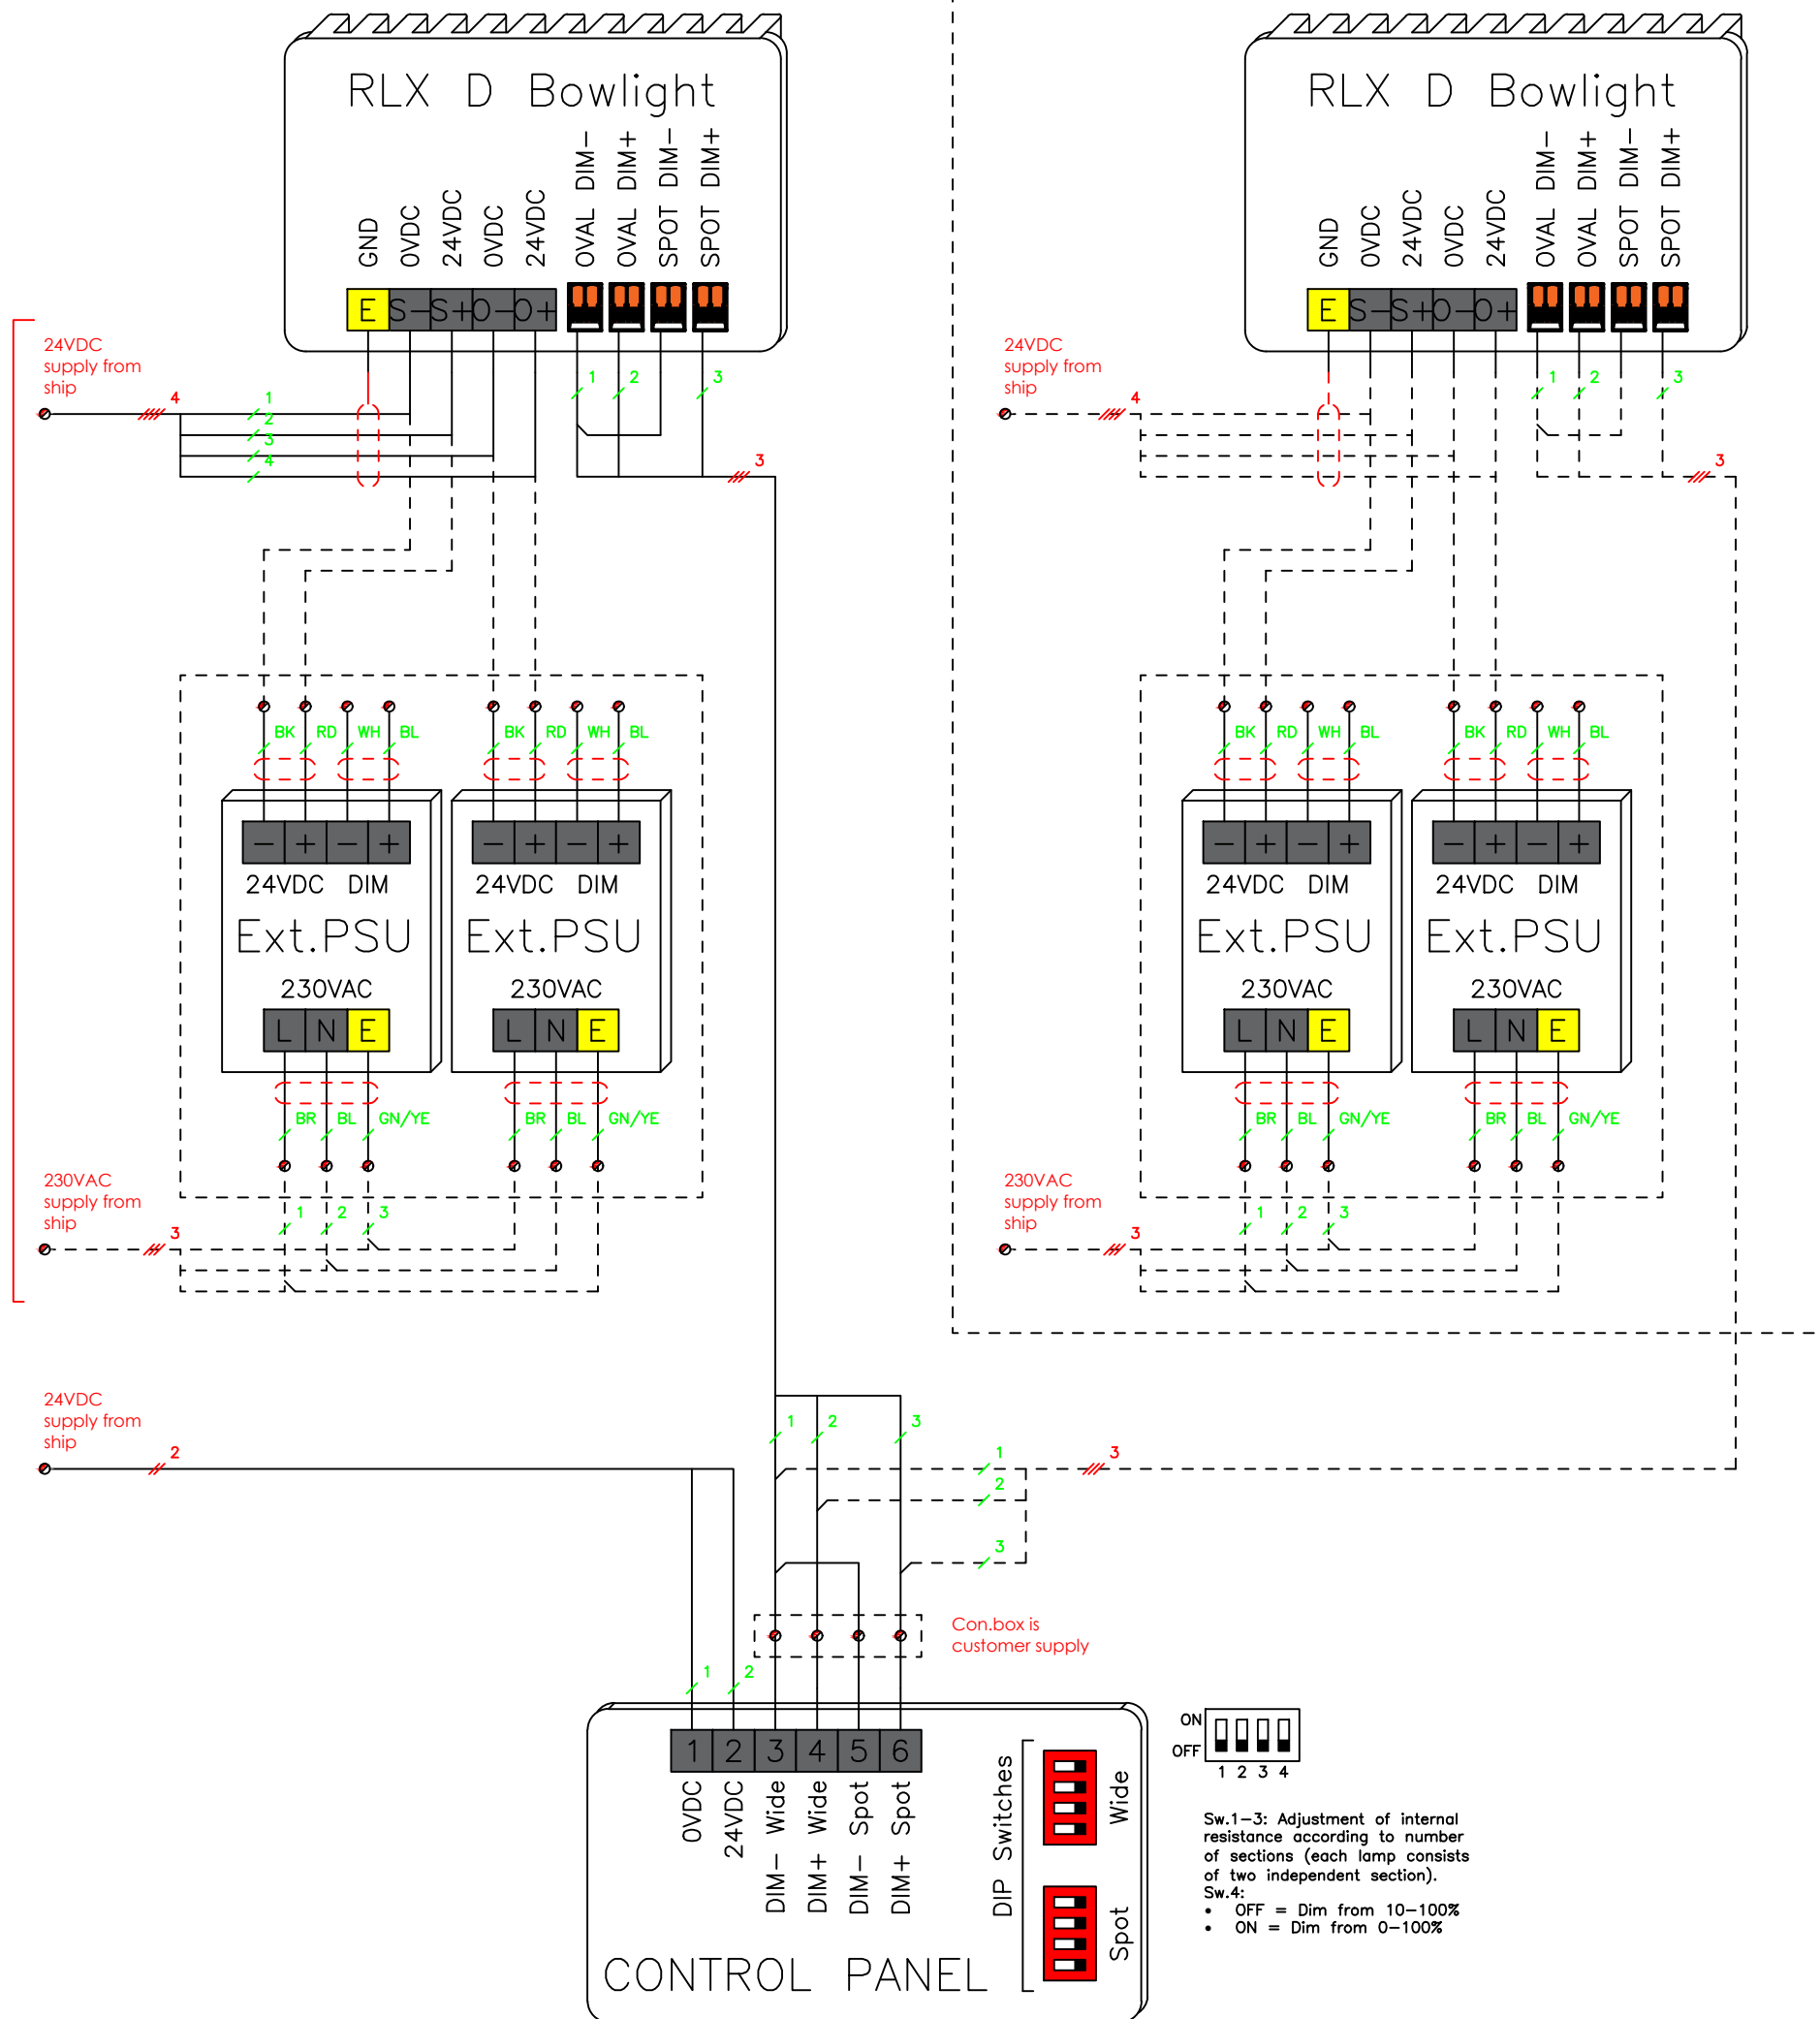 RLX D Bowlight
GND
0VDC
24VDC
0VDC
24VDC
OVAL DIM-
OVAL DIM+
SPOT DIM-
SPOT DIM+
E S- S+ O- O+
24VDC
supply from
ship
4
1
2
3
4
1
2
3
3
BK RD WH BL
BK RD WH BL
- + - +
24VDC DIM
Ext.PSU
230VAC
L N E
- + - +
24VDC DIM
Ext.PSU
230VAC
L N E
BR BL GN/YE
BR BL GN/YE
230VAC
supply from
ship
3
1 2 3
RLX D Bowlight
GND
0VDC
24VDC
0VDC
24VDC
OVAL DIM-
OVAL DIM+
SPOT DIM-
SPOT DIM+
E S- S+ O- O+
24VDC
supply from
ship
4
1
2
3
3
BK RD WH BL
BK RD WH BL
- + - +
24VDC DIM
Ext.PSU
230VAC
L N E
- + - +
24VDC DIM
Ext.PSU
230VAC
L N E
BR BL GN/YE
BR BL GN/YE
230VAC
supply from
ship
3
1 2 3
24VDC
supply from
ship
2
1 2 3
1
2
3
3
Con.box is
customer supply
1 2
1 2 3 4 5 6
0VDC
24VDC
DIM- Wide
DIM+ Wide
DIM- Spot
DIM+ Spot
DIP Switches
Wide
Spot
CONTROL PANEL
ON
OFF
1 2 3 4
Sw.1-3: Adjustment of internal
resistance according to number
of sections (each lamp consists
of two independent section).
Sw.4:
• OFF = Dim from 10-100%
• ON = Dim from 0-100%